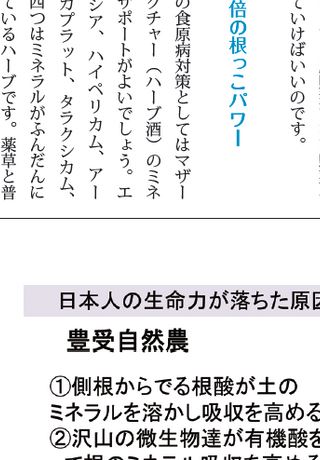 ていけばいいのです。
倍の根っこパワー
の食原病対策としてはマザー
クチャー（ハーブ酒）のミネ
サポートがよいでしょう。エ
シア、ハイペリカム、アー
カプラット、タラクシカム、
四つはミネラルがふんだんに
ているハーブです。薬草と普
日本人の生命力が落ちた原因
豊受自然農
①側根からでる根酸が土の
ミネラルを溶かし吸収を高める
②沢山の微生物達が有機酸を